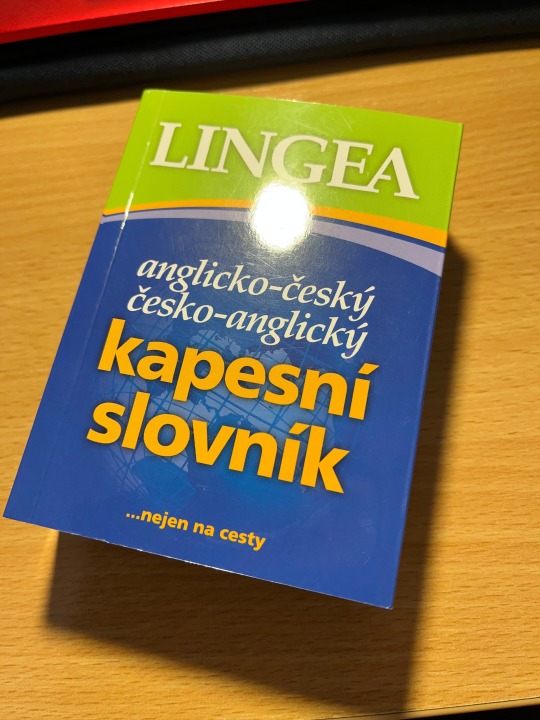 LINGEA
anglicko-český
česko-anglický
kapesní
slovník
...nejen na cesty